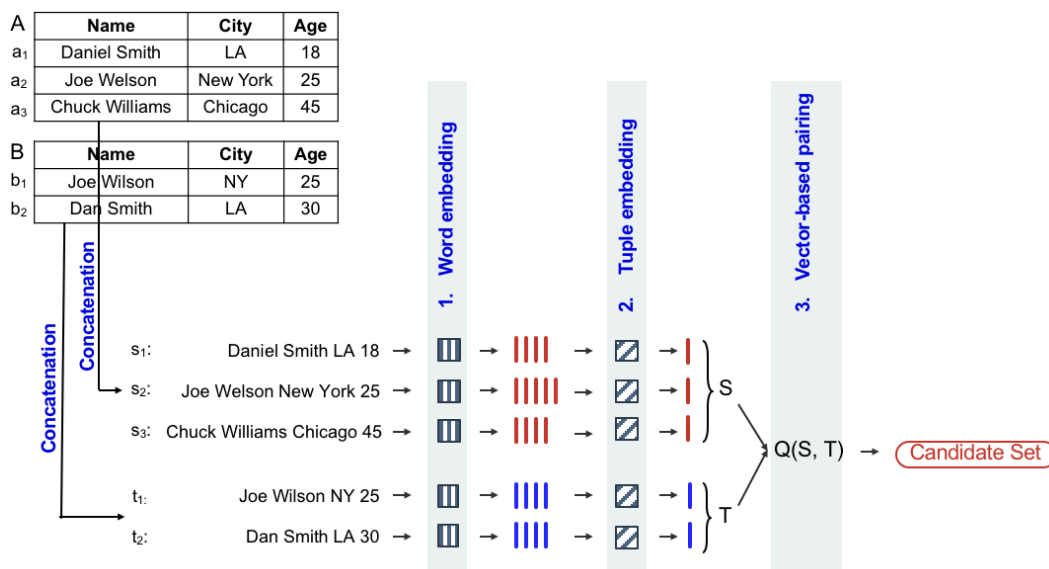 A
Name City Age
a1 Daniel Smith LA 18
a2 Joe Welson New York 25
a3 Chuck Williams Chicago 45
B
Name City Age
b1 Joe Wilson NY 25
b2 Dan Smith LA 30
Concatenation
Concatenation
1. Word embedding
2. Tuple embedding
3. Vector-based pairing
s1: Daniel Smith LA 18
s2: Joe Welson New York 25
s3: Chuck Williams Chicago 45
S
t1: Joe Wilson NY 25
t2: Dan Smith LA 30
T
Q(S, T)
Candidate Set